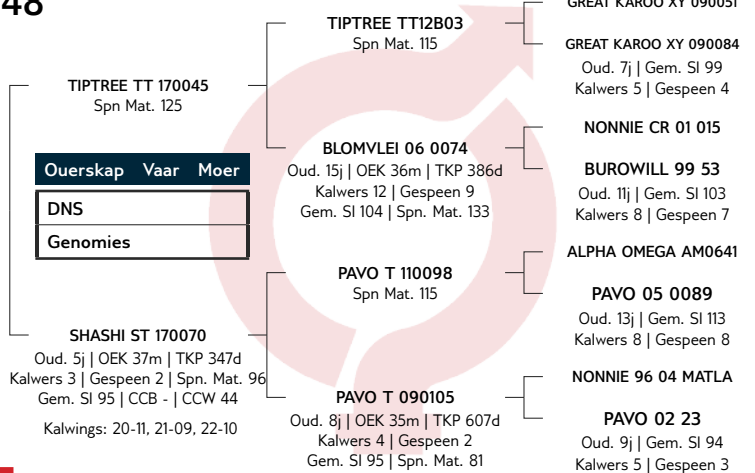 48
TIPTREE TT 170045
Spn Mat. 125
Ouerskap Vaar Moer
DNS
Genomies
SHASHI ST 170070
Oud. 5j | OEK 37m | TKP 347d
Kalwers 3 | Gespeen 2 | Spn. Mat. 96
Gem. SI 95 | CCB - | CCW 44
Kalwings: 20-11, 21-09, 22-10
TIPTREE TT12B03
Spn Mat. 115
BLOMVLEI 06 0074
Oud. 15j | OEK 36m | TKP 386d
Kalwers 12 | Gespeen 9
Gem. SI 104 | Spn. Mat. 133
PAVO T 110098
Spn Mat. 115
PAVO T 090105
Oud. 8j | OEK 35m | TKP 607d
Kalwers 4 | Gespeen 2
Gem. SI 95 | Spn. Mat. 81
GREAT KAROO XY 090051
GREAT KAROO XY 090084
Oud. 7j | Gem. SI 99
Kalwers 5 | Gespeen 4
NONNIE CR 01 015
BUROWILL 99 53
Oud. 11j | Gem. SI 103
Kalwers 8 | Gespeen 7
ALPHA OMEGA AM0641
PAVO 05 0089
Oud. 13j | Gem. SI 113
Kalwers 8 | Gespeen 8
NONNIE 96 04 MATLA
PAVO 02 23
Oud. 9j | Gem. SI 94
Kalwers 5 | Gespeen 3